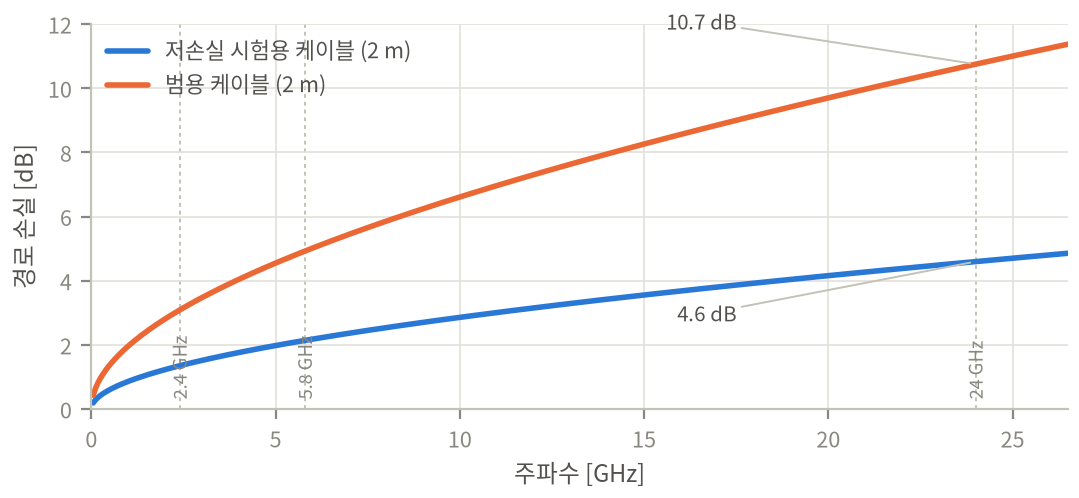 저손실 시험용 케이블 (2 m)
범용 케이블 (2 m)
10.7 dB
4.6 dB
2.4 GHz
5.8 GHz
24 GHz
경로 손실 [dB]
12
10
8
6
4
2
0
0 5 10 15 20 25
주파수 [GHz]